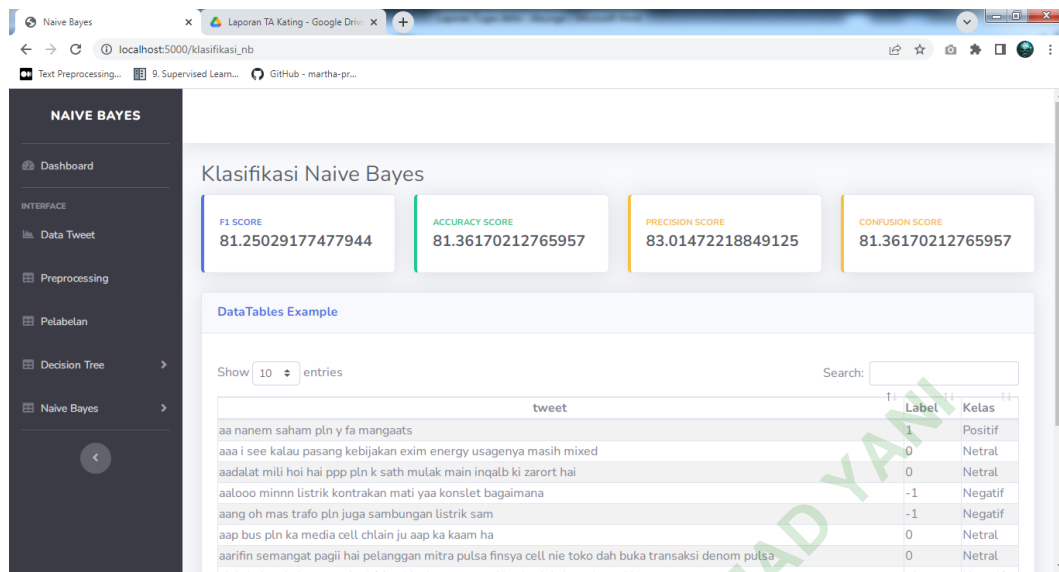 Naive Bayes
Laporan TA Kating - Google Drive
localhost:5000/klasifikasi_nb
Text Preprocessing...
9. Supervised Learn...
GitHub - martha-pr...
NAIVE BAYES
Dashboard
INTERFACE
Data Tweet
Preprocessing
Pelabelan
Decision Tree
Naive Bayes
Klasifikasi Naive Bayes
F1 SCORE
81.25029177477944
ACCURACY SCORE
81.36170212765957
PRECISION SCORE
83.01472218849125
CONFUSION SCORE
81.36170212765957
DataTables Example
Show 10 entries
Search:
tweet Label Kelas
aa nanem saham pln y fa mangaats 1 Positif
aaa i see kalau pasang kebijakan exim energy usagenya masih mixed 0 Netral
aadalat mili hoi hai ppp pln k sath mulak main inqalb ki zarort hai 0 Netral
aalooo minnn listrik kontrakan mati yaa konslet bagaimana -1 Negatif
aang oh mas trafo pln juga sambungan listrik sam -1 Negatif
aap bus pln ka media cell chlain ju aap ka kaam ha 0 Netral
aarifin semangat pagii hai pelanggan mitra pulsa finsya cell nie toko dah buka transaksi denom pulsa 0 Netral
AD YANI